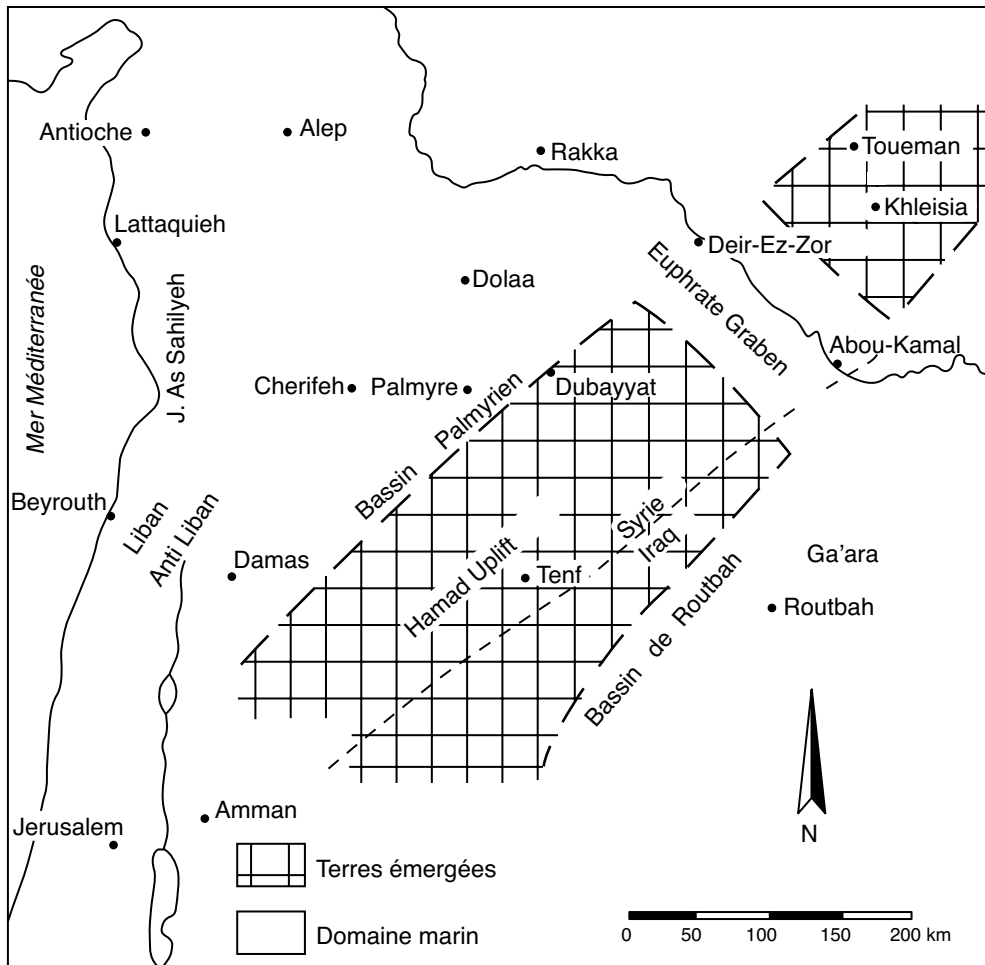 Antioche
Alep
Rakka
Toueman
Khleisia
Lattaquieh
Deir-Ez-Zor
Mer Méditerranée
J. As Sahilyeh
Dolaa
Euphrate Graben
Abou-Kamal
Cherifeh
Palmyre
Bassin Palmyrien
Dubayyat
Beyrouth
Liban
Anti Liban
Syrie
Iraq
Damas
Hamad Uplift
Tenf
Ga'ara
Routbah
Bassin de Routbah
Amman
Jerusalem
N
Terres émergées
Domaine marin
0 50 100 150 200 km